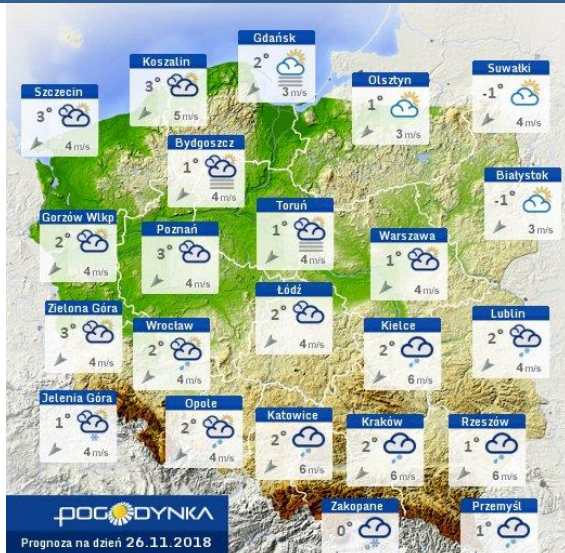 Gdańsk
2°
3 m/s
Koszalin
3°
5 m/s
Olsztyn
1°
3 m/s
Suwałki
-1°
4 m/s
Szczecin
3°
4 m/s
Bydgoszcz
1°
4 m/s
Białystok
-1°
3 m/s
Gorzów Wlkp
2°
4 m/s
Poznań
3°
4 m/s
Toruń
1°
4 m/s
Warszawa
1°
4 m/s
Łódź
2°
4 m/s
Zielona Góra
3°
4 m/s
Wrocław
2°
4 m/s
Kielce
2°
6 m/s
Lublin
2°
4 m/s
Jelenia Góra
1°
4 m/s
Opole
2°
4 m/s
Katowice
2°
6 m/s
Kraków
2°
6 m/s
Rzeszów
1°
6 m/s
Zakopane
0°
Przemyśl
1°
POGODYNKA
Prognoza na dzień 26.11.2018